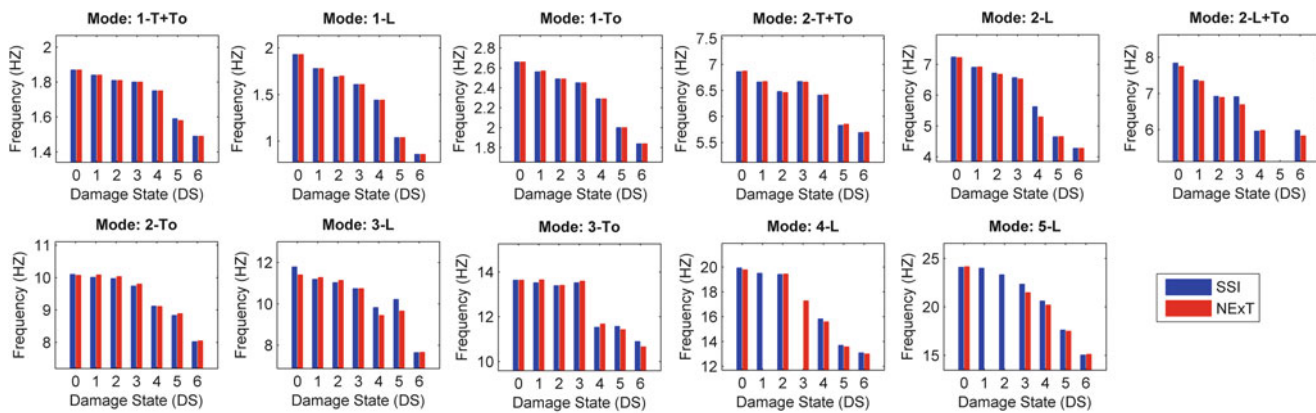 Mode: 1-T+To
Frequency (HZ)
2
1.8
1.6
1.4
0 1 2 3 4 5 6
Damage State (DS)
Mode: 1-L
Frequency (HZ)
2
1.5
1
0 1 2 3 4 5 6
Damage State (DS)
Mode: 1-To
Frequency (HZ)
2.8
2.6
2.4
2.2
2
1.8
0 1 2 3 4 5 6
Damage State (DS)
Mode: 2-T+To
Frequency (HZ)
7.5
7
6.5
6
5.5
0 1 2 3 4 5 6
Damage State (DS)
Mode: 2-L
Frequency (HZ)
7
6
5
4
0 1 2 3 4 5 6
Damage State (DS)
Mode: 2-L+To
Frequency (HZ)
8
7
6
0 1 2 3 4 5 6
Damage State (DS)
Mode: 2-To
Frequency (HZ)
11
10
9
8
0 1 2 3 4 5 6
Damage State (DS)
Mode: 3-L
Frequency (HZ)
12
10
8
0 1 2 3 4 5 6
Damage State (DS)
Mode: 3-To
Frequency (HZ)
14
12
10
0 1 2 3 4 5 6
Damage State (DS)
Mode: 4-L
Frequency (HZ)
20
18
16
14
12
0 1 2 3 4 5 6
Damage State (DS)
Mode: 5-L
Frequency (HZ)
25
20
15
0 1 2 3 4 5 6
Damage State (DS)
SSI
NExT